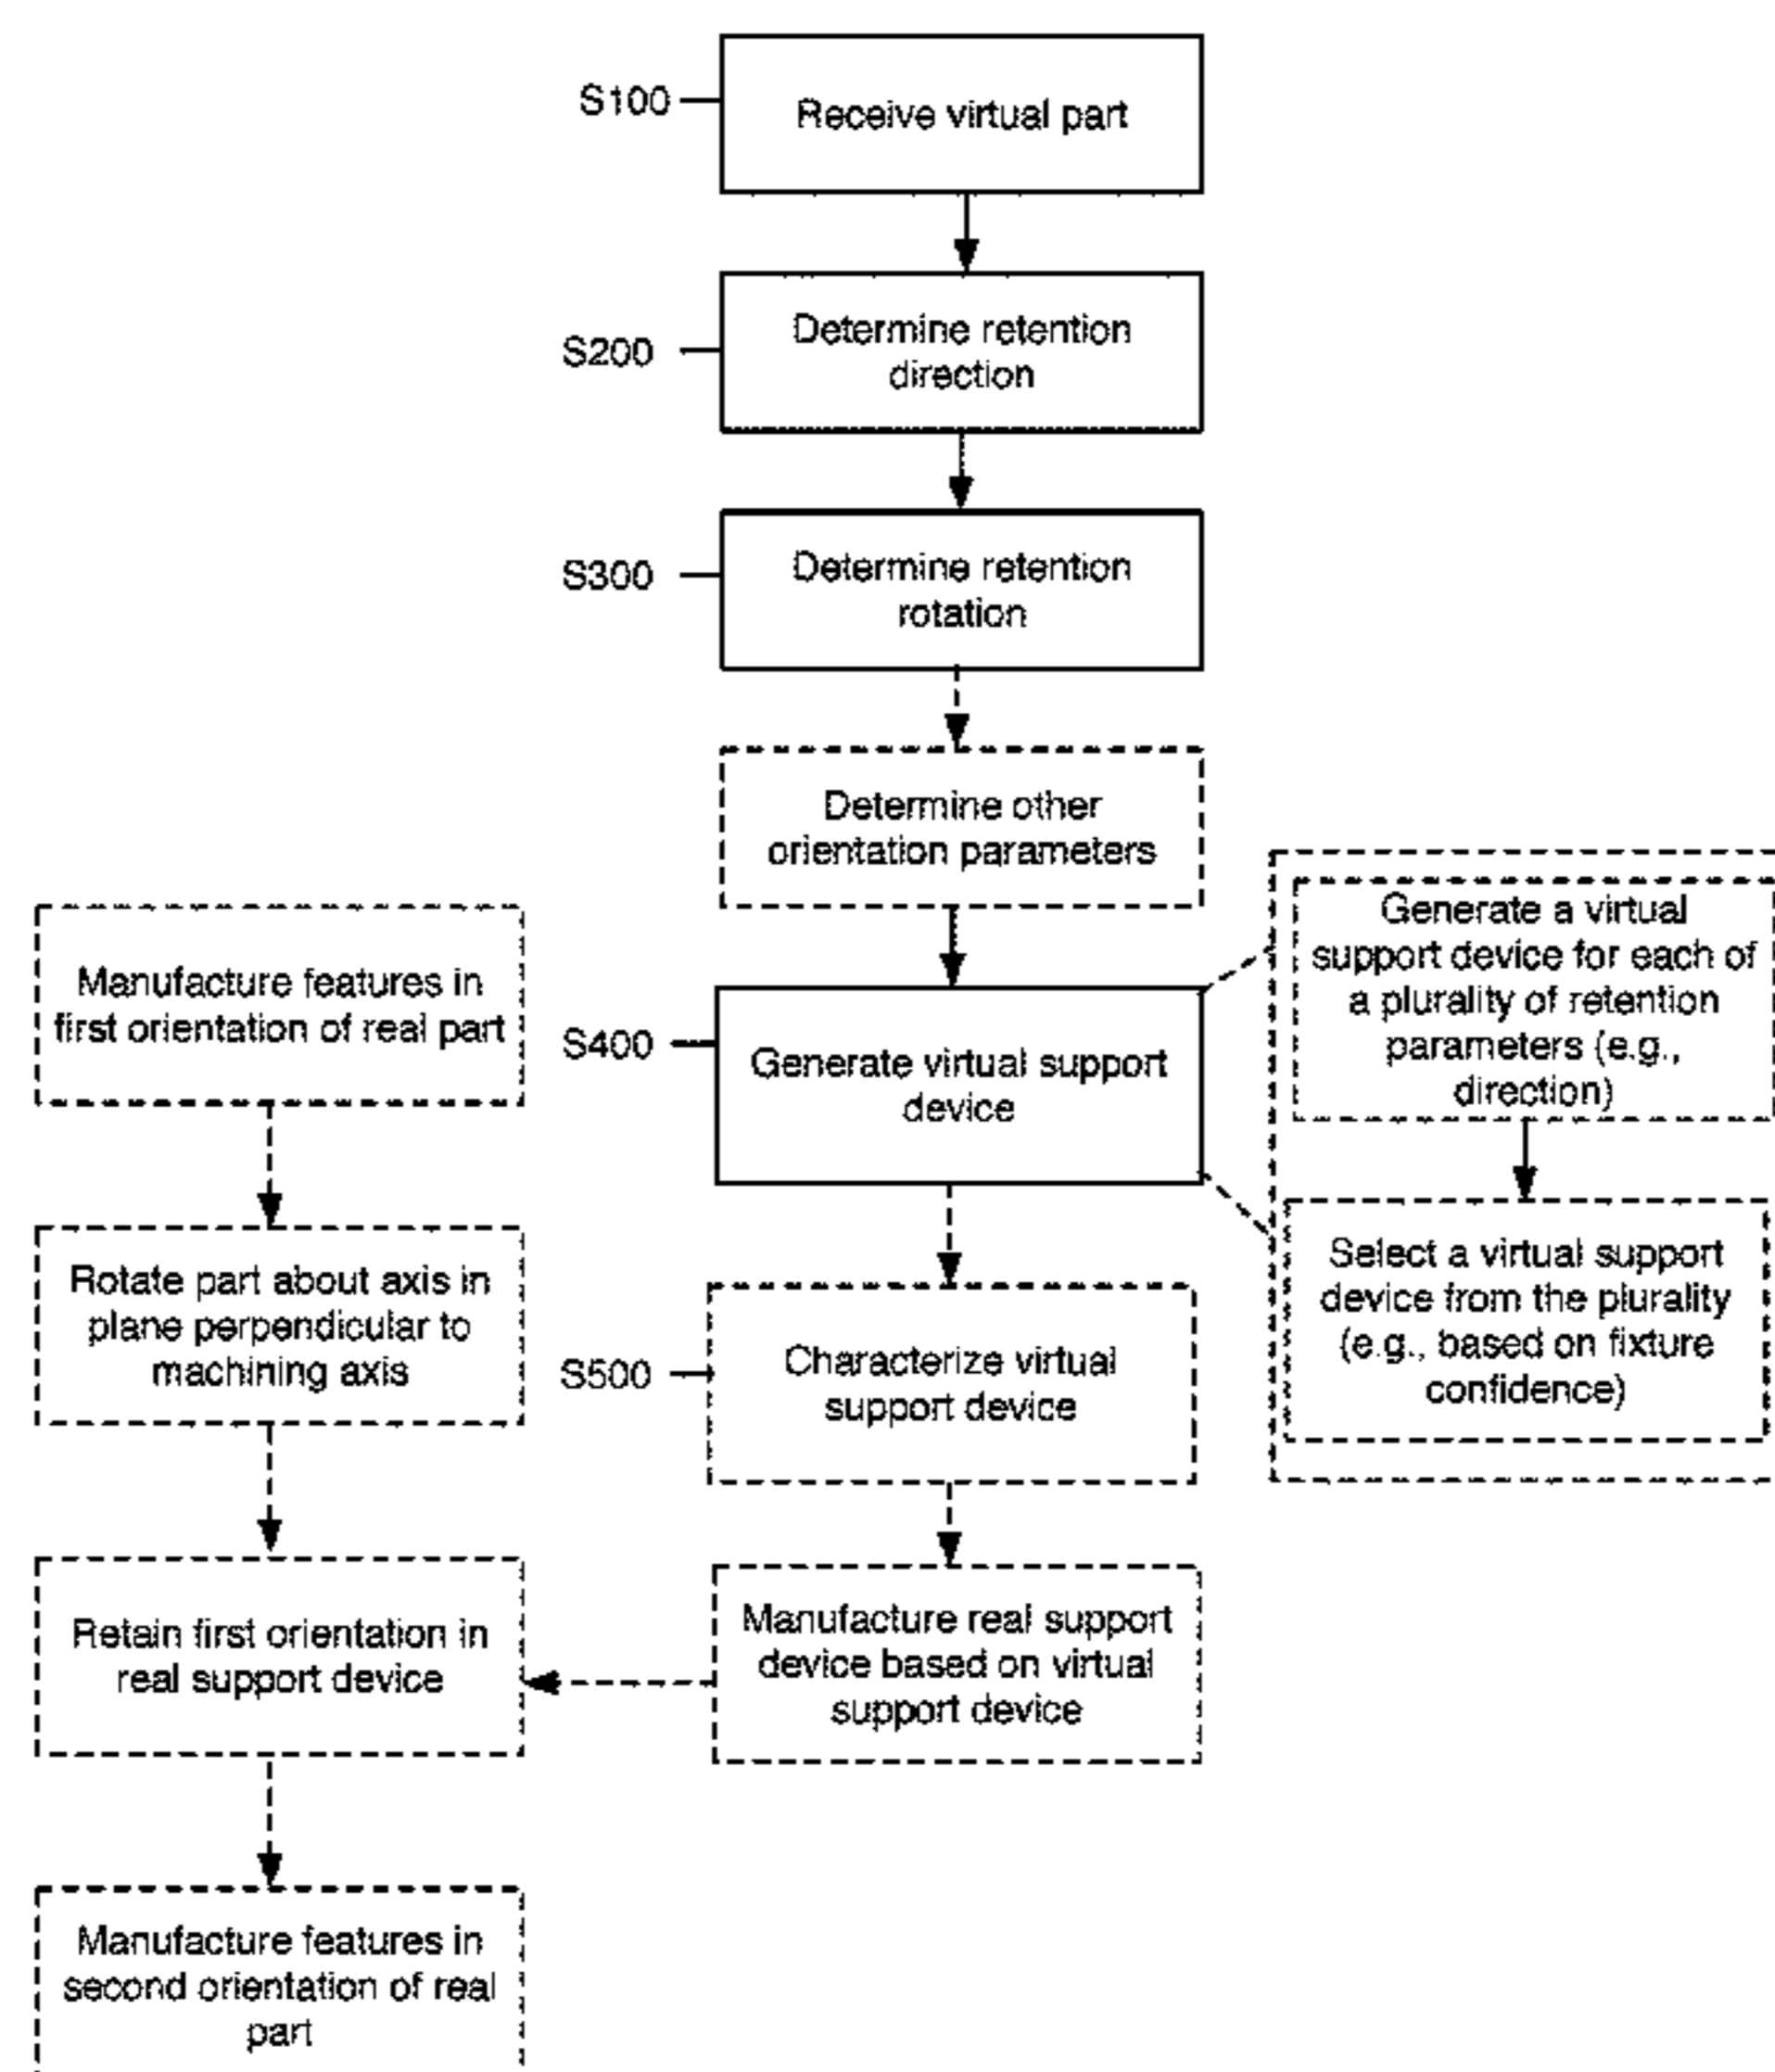 S100
Receive virtual part
S200
Determine retention
direction
S300
Determine retention
rotation
Determine other
orientation parameters
Manufacture features in
first orientation of real part
S400
Generate virtual support
device
Generate a virtual
support device for each of
a plurality of retention
parameters (e.g.,
direction)
Select a virtual support
device from the plurality
(e.g., based on fixture
confidence)
Rotate part about axis in
plane perpendicular to
machining axis
S500
Characterize virtual
support device
Retain first orientation in
real support device
Manufacture real support
device based on virtual
support device
Manufacture features in
second orientation of real
part